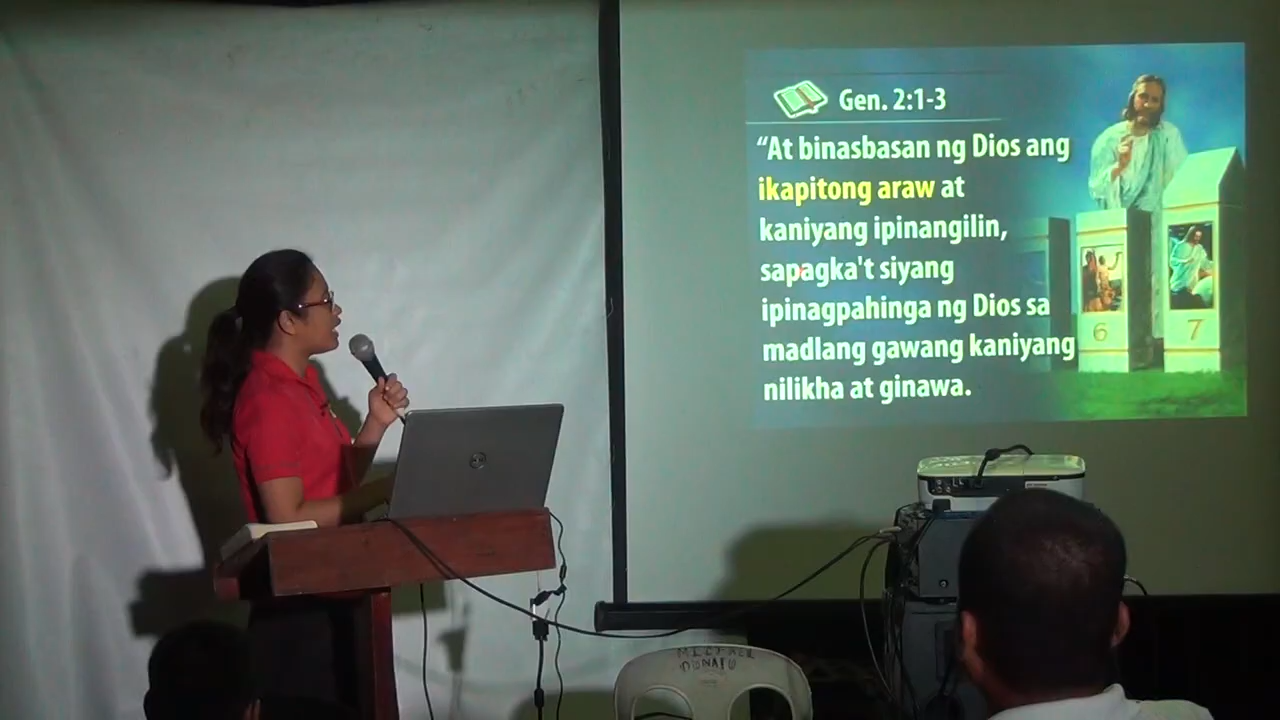 Gen. 2:1-3
“At binasbasan ng Dios ang
ikapitong araw at
kaniyang ipinangilin,
sapagka't siyang
ipinagpahinga ng Dios sa
madlang gawang kaniyang
nilikha at ginawa.
6
7
DELL